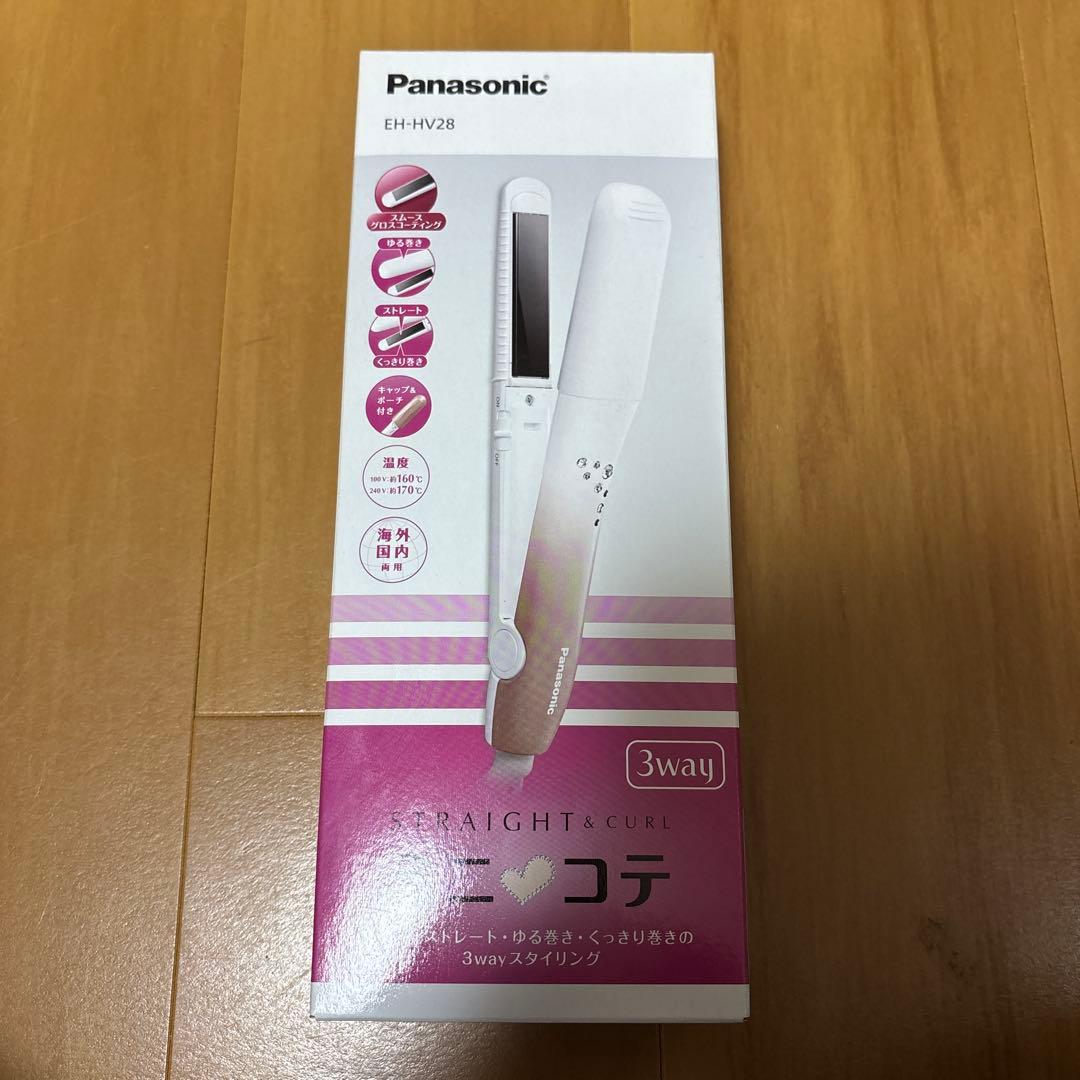 Panasonic
EH-HV28
スムース
グロスコーティング
ゆる巻き
ストレート
くっきり巻き
キャップ&
ポーチ
付き
温度
100V:約160℃
240V:約170℃
海外
国内
両用
ON
OFF
Panasonic
3way
STRAIGHT & CURL
ニ コテ
ストレート・ゆる巻き・くっきり巻きの
3wayスタイリング